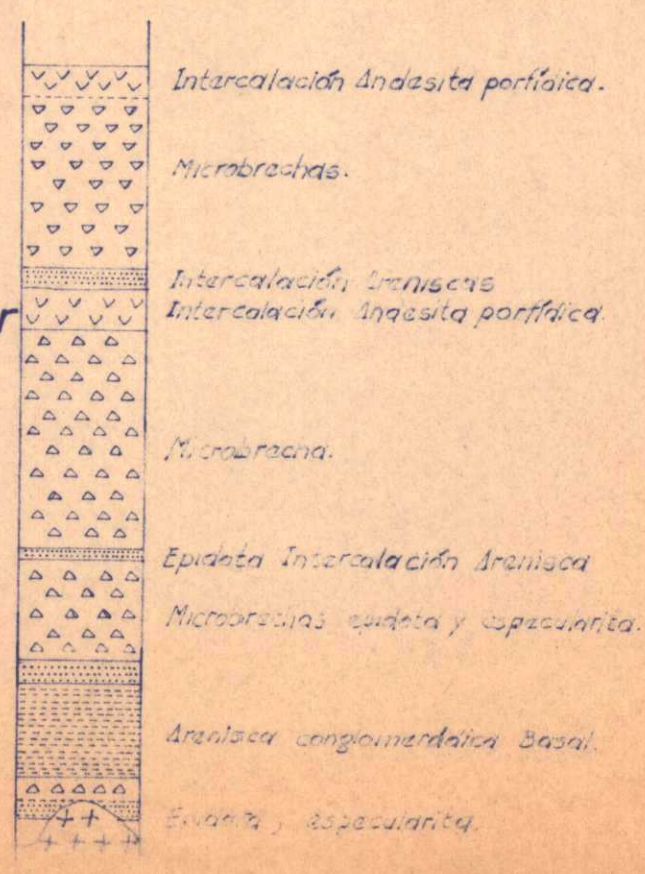 Intercalación Andesita porfídica.
Microbrechas.
Intercalación Areniscas
Intercalación Andesita porfídica.
Microbrecha.
Epidota Intercalación Arenisca
Microbrechas epidota y especularita.
Arenisca conglomerádica Basal.
Epidota y especularita.